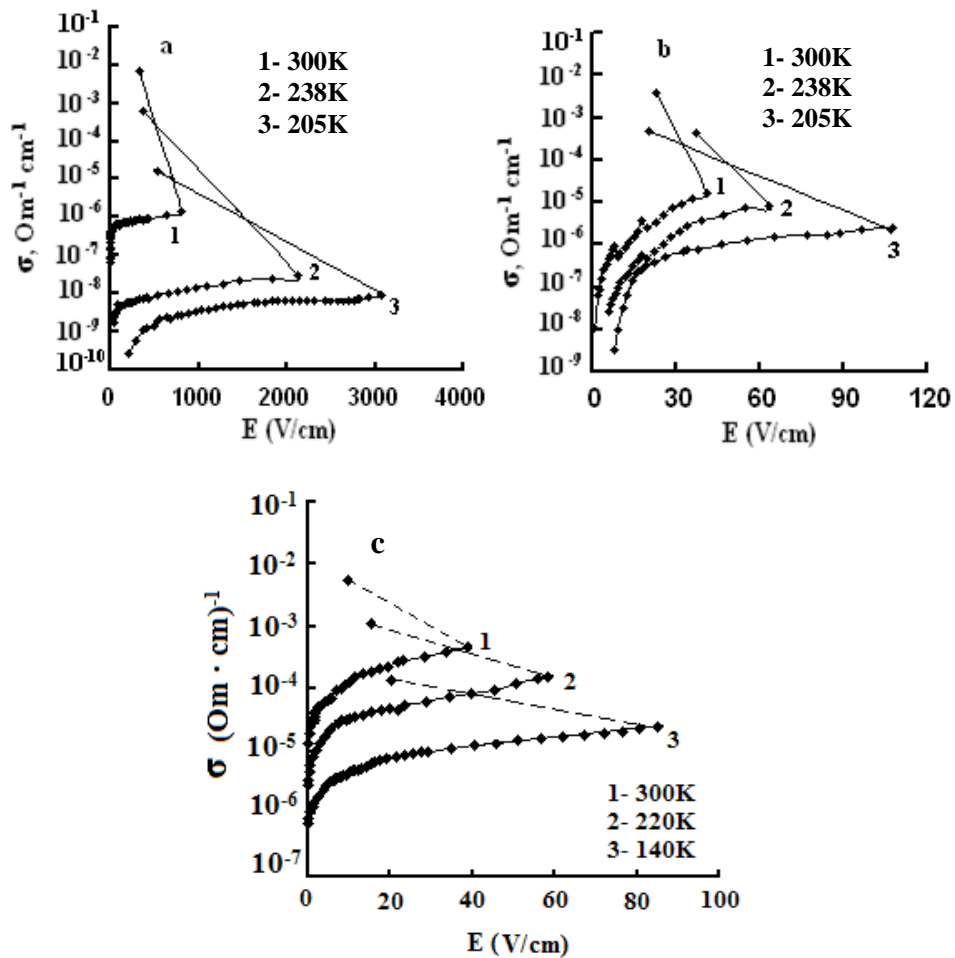 a
1- 300K
2- 238K
3- 205K
10⁻¹
10⁻²
10⁻³
10⁻⁴
10⁻⁵
10⁻⁶
10⁻⁷
10⁻⁸
10⁻⁹
10⁻¹⁰
σ, Om⁻¹ cm⁻¹
1
2
3
0 1000 2000 3000 4000
E (V/cm)
b
1- 300K
2- 238K
3- 205K
10⁻¹
10⁻²
10⁻³
10⁻⁴
10⁻⁵
10⁻⁶
10⁻⁷
10⁻⁸
10⁻⁹
σ, Om⁻¹ cm⁻¹
1
2
3
0 30 60 90 120
E (V/cm)
c
10⁻¹
10⁻²
10⁻³
10⁻⁴
10⁻⁵
10⁻⁶
10⁻⁷
σ (Om · cm)⁻¹
1
2
3
1- 300K
2- 220K
3- 140K
0 20 40 60 80 100
E (V/cm)